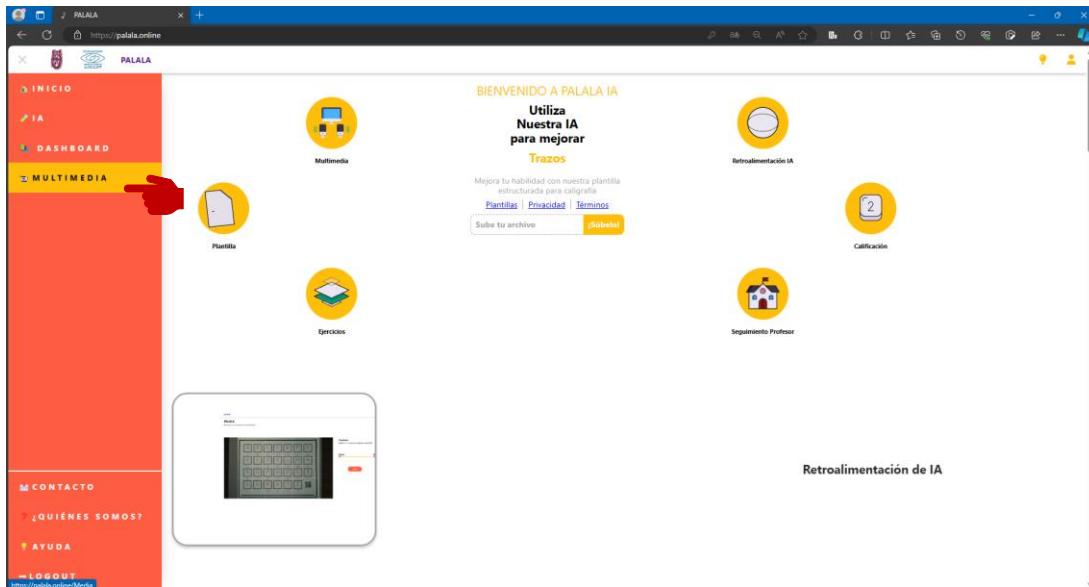 PALALA
https://palala.online
PALALA
INICIO
IA
DASHBOARD
MULTIMEDIA
CONTACTO
¿QUIÉNES SOMOS?
AYUDA
LOGOUT
https://palala.online/Media
BIENVENIDO A PALALA IA
Utiliza
Nuestra IA
para mejorar
Trazos
Mejora tu habilidad con nuestra plantilla
estructurada para caligrafía
Plantillas | Privacidad | Términos
Sube tu archivo ¡Súbelo!
Multimedia
Plantilla
Ejercicios
Retroalimentación IA
2
Calificación
Seguimiento Profesor
Retroalimentación de IA